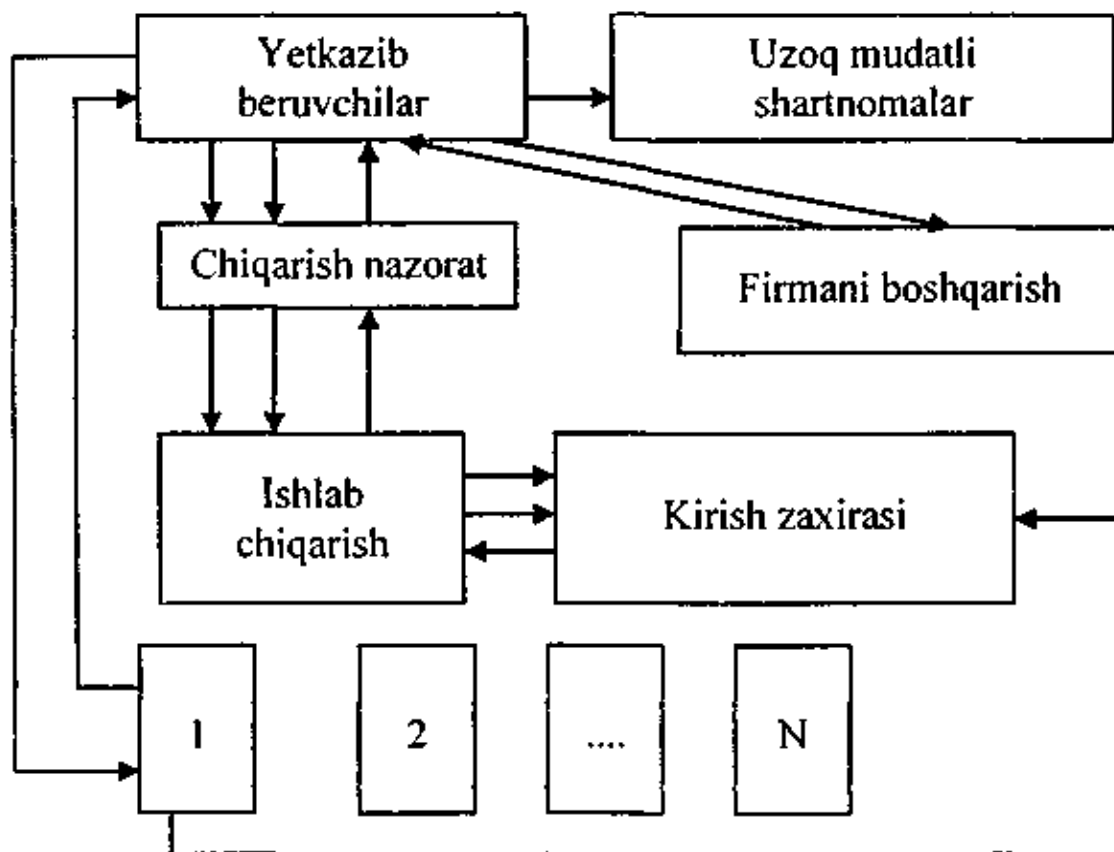 Yetkazib
beruvchilar
Uzoq mudatli
shartnomalar
Chiqarish nazorat
Firmani boshqarish
Ishlab
chiqarish
Kirish zaxirasi
1
2
....
N